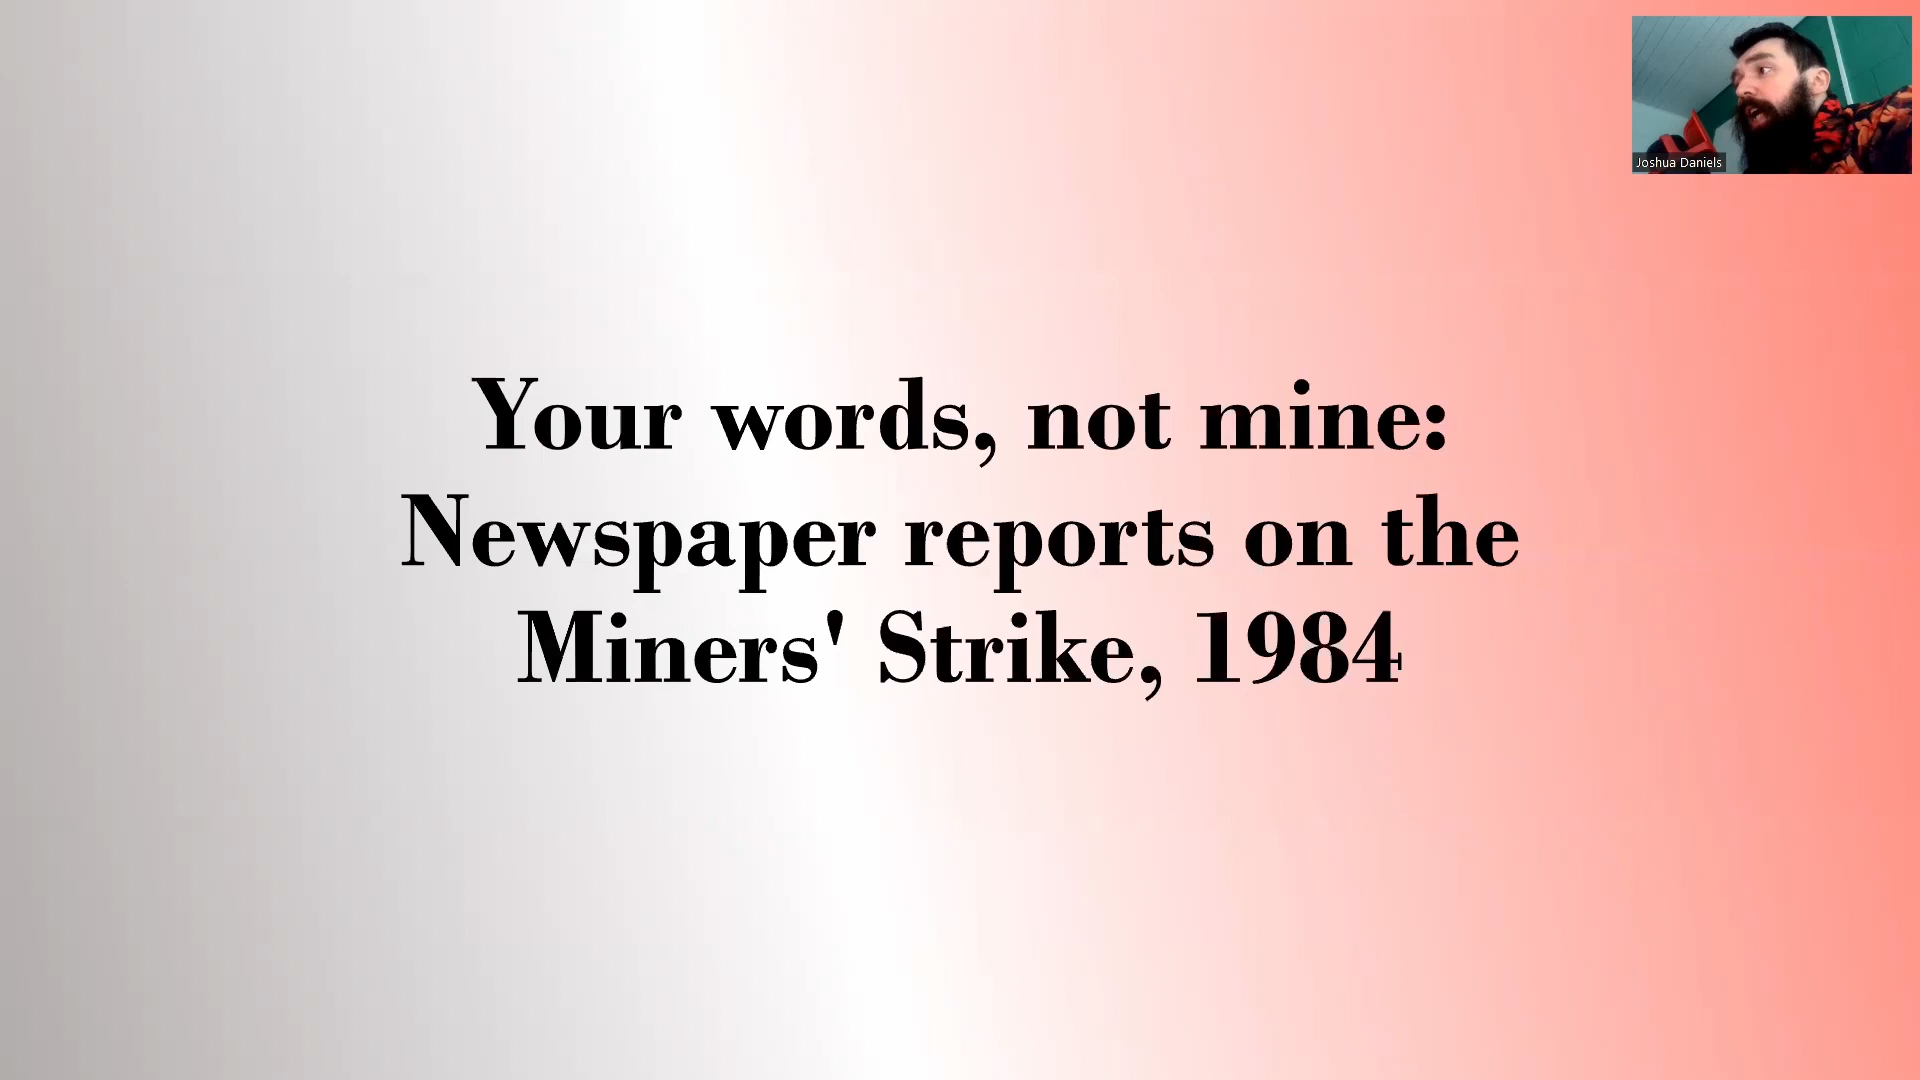 Joshua Daniels
Your words, not mine:
Newspaper reports on the
Miners' Strike, 1984